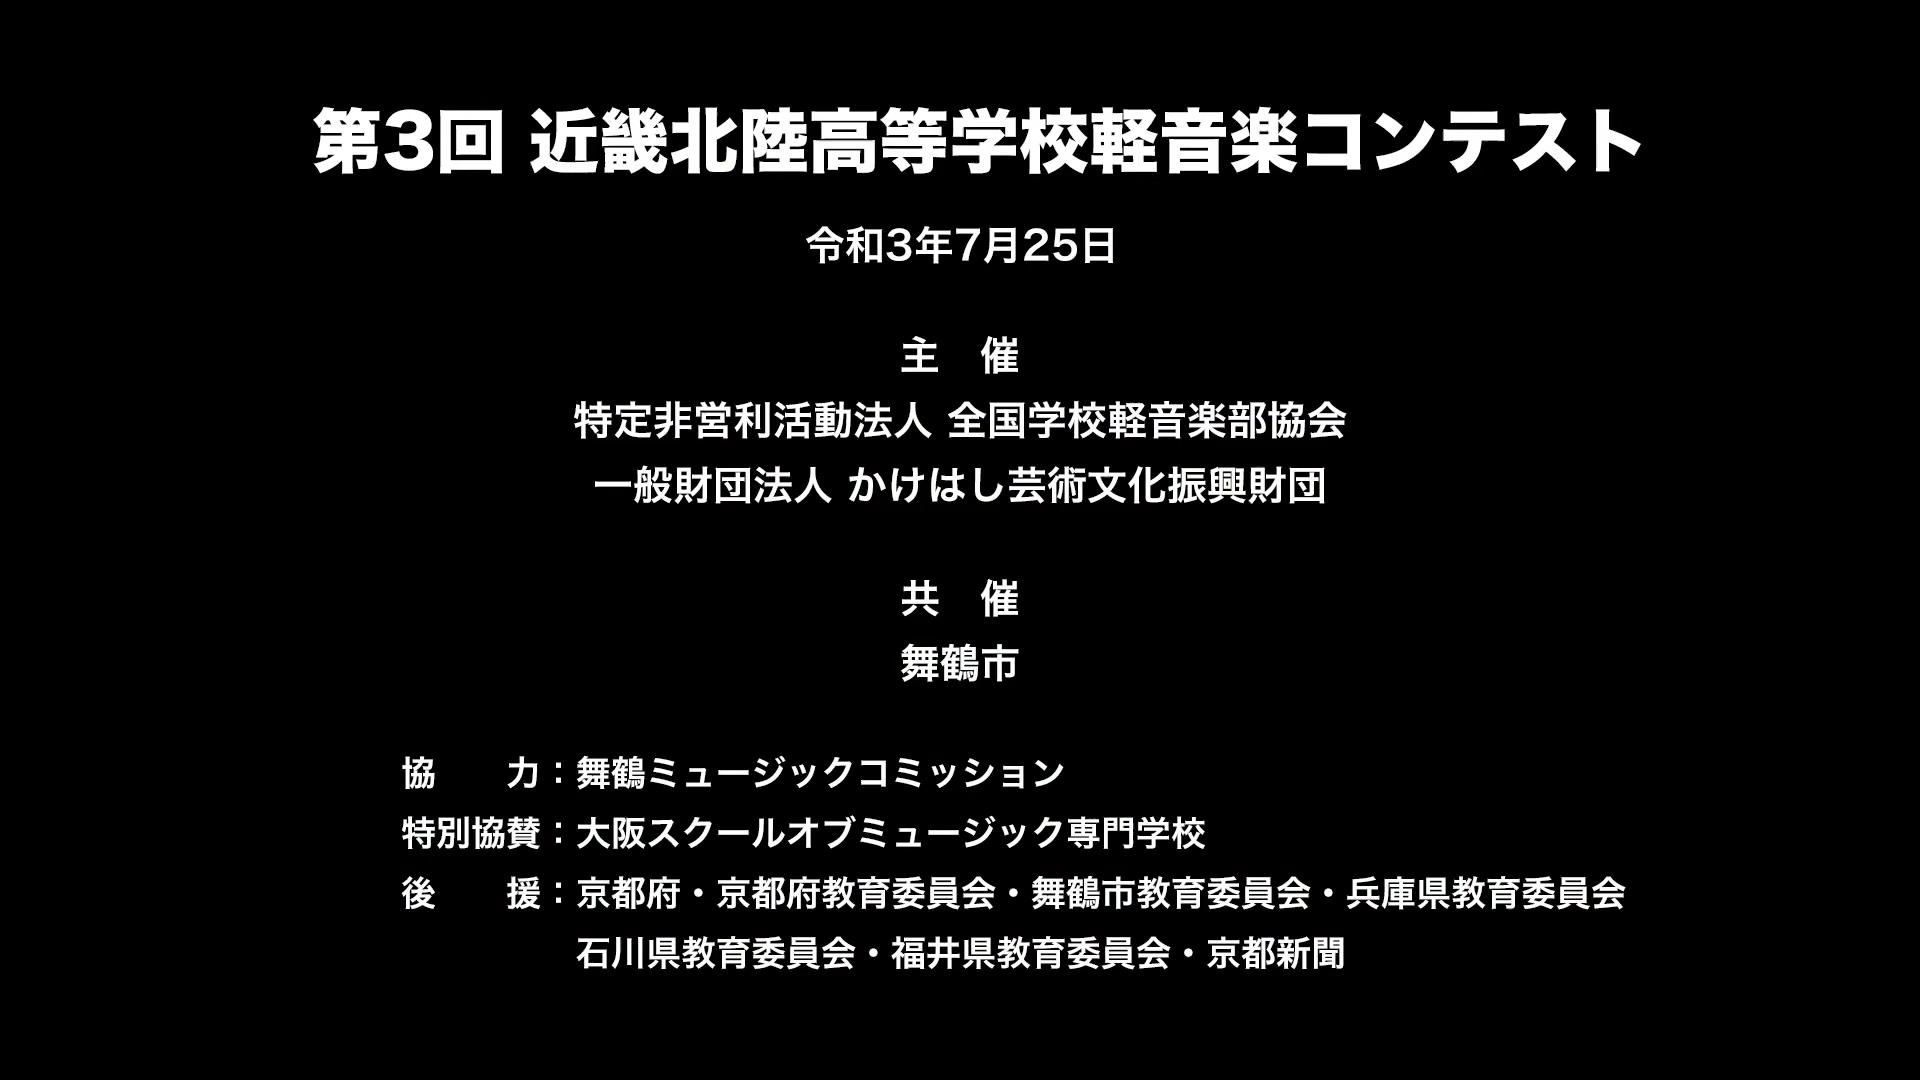 第3回 近畿北陸高等学校軽音楽コンテスト
令和3年7月25日
主　催
特定非営利活動法人 全国学校軽音楽部協会
一般財団法人 かけはし芸術文化振興財団
共　催
舞鶴市
協　　力：舞鶴ミュージックコミッション
特別協賛：大阪スクールオブミュージック専門学校
後　　援：京都府・京都府教育委員会・舞鶴市教育委員会・兵庫県教育委員会
石川県教育委員会・福井県教育委員会・京都新聞